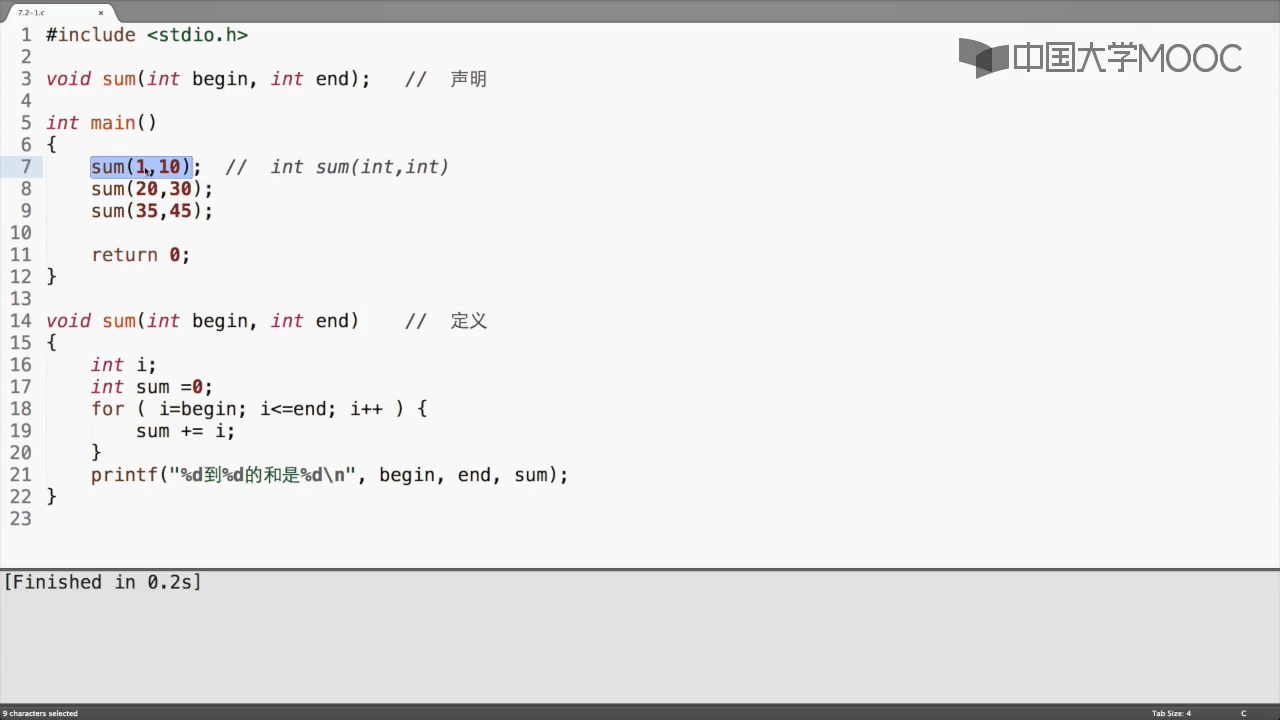 7.2-1.c ×
中国大学MOOC
1 #include <stdio.h>
2
3 void sum(int begin, int end);   //  声明
4
5 int main()
6 {
7     sum(1,10);  //  int sum(int,int)
8     sum(20,30);
9     sum(35,45);
10
11     return 0;
12 }
13
14 void sum(int begin, int end)    //  定义
15 {
16     int i;
17     int sum =0;
18     for ( i=begin; i<=end; i++ ) {
19         sum += i;
20     }
21     printf("%d到%d的和是%d\n", begin, end, sum);
22 }
23
[Finished in 0.2s]
9 characters selected
Tab Size: 4
C